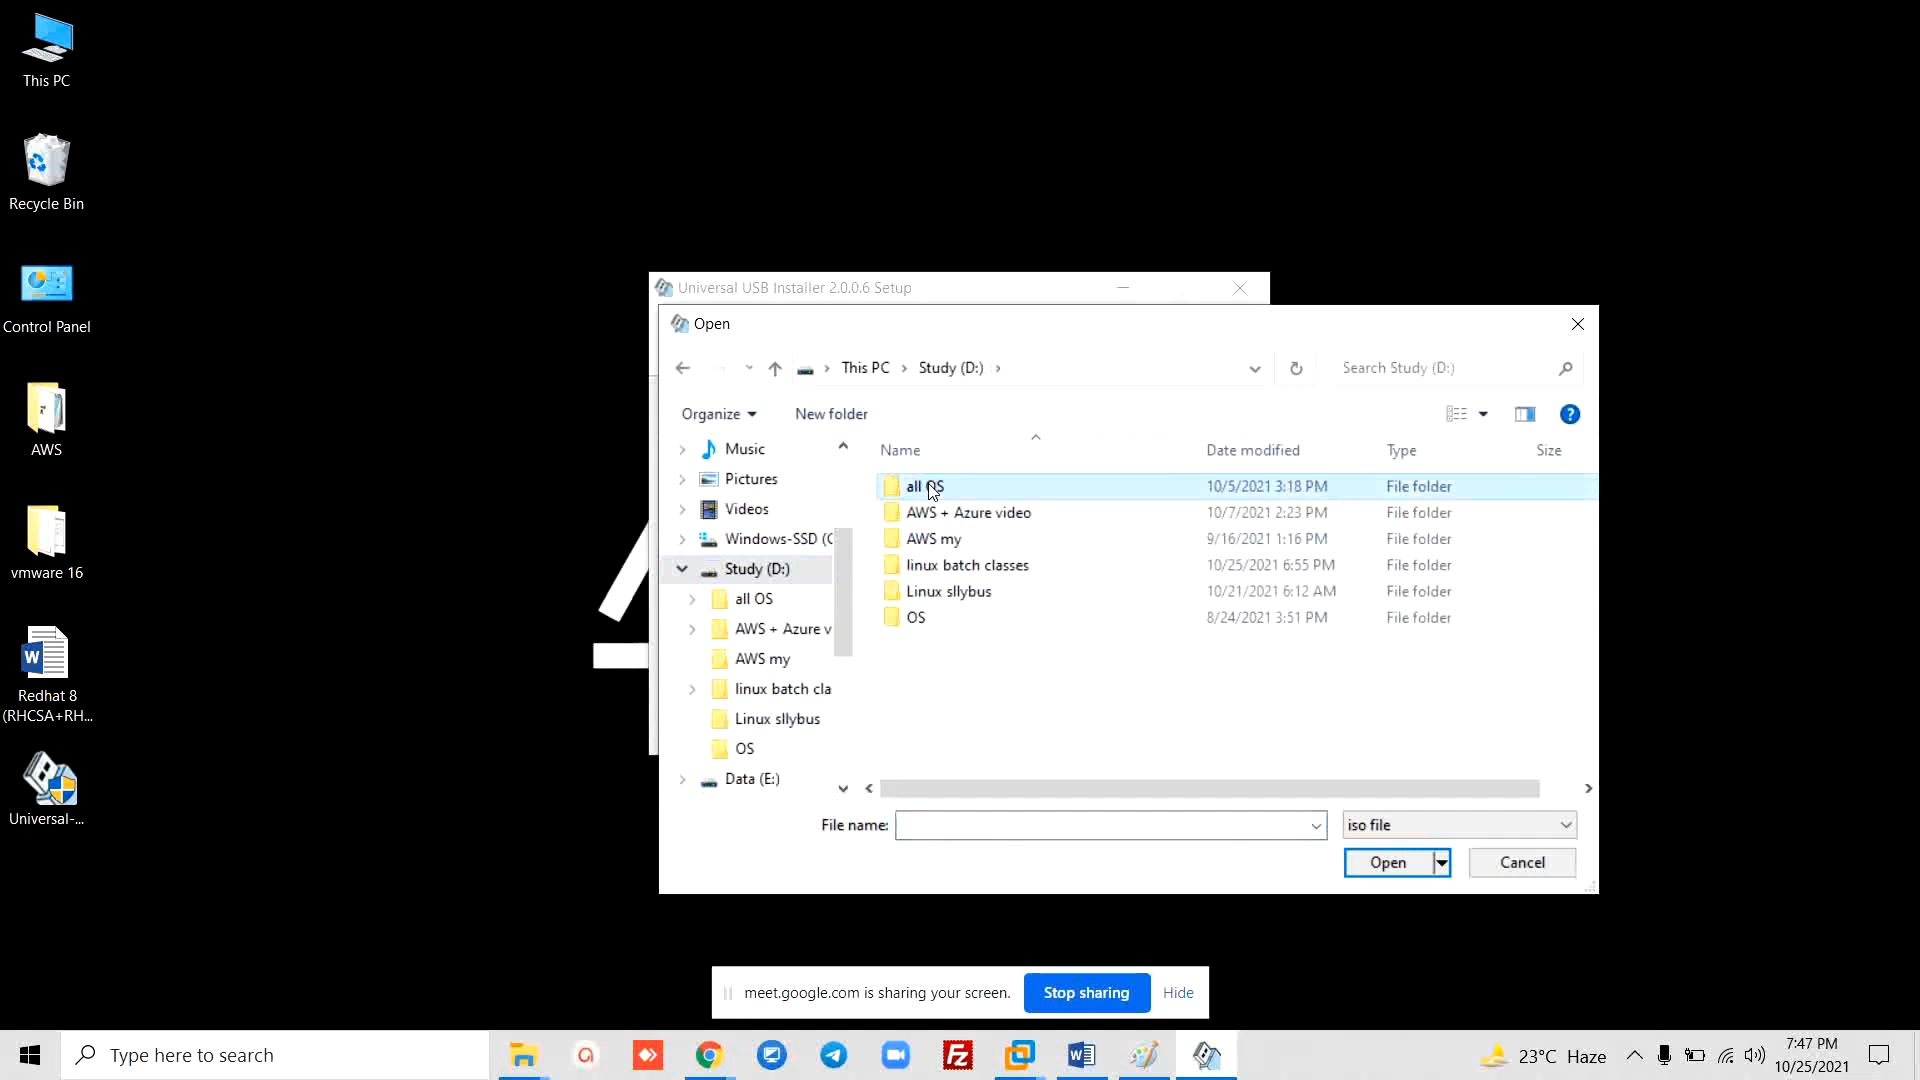 This PC
Recycle Bin
Control Panel
AWS
vmware 16
Redhat 8
(RHCSA+RH...
Universal-...
Universal USB Installer 2.0.0.6 Setup
Open
This PC
Study (D:)
Search Study (D:)
Organize
New folder
Music
Pictures
Videos
Windows-SSD (C
Study (D:)
all OS
AWS + Azure v
AWS my
linux batch cla
Linux sllybus
OS
Data (E:)
Name Date modified Type Size
all OS 10/5/2021 3:18 PM File folder
AWS + Azure video 10/7/2021 2:23 PM File folder
AWS my 9/16/2021 1:16 PM File folder
linux batch classes 10/25/2021 6:55 PM File folder
Linux sllybus 10/21/2021 6:12 AM File folder
OS 8/24/2021 3:51 PM File folder
File name:
iso file
Open
Cancel
meet.google.com is sharing your screen.
Stop sharing
Hide
Type here to search
23°C Haze
7:47 PM
10/25/2021